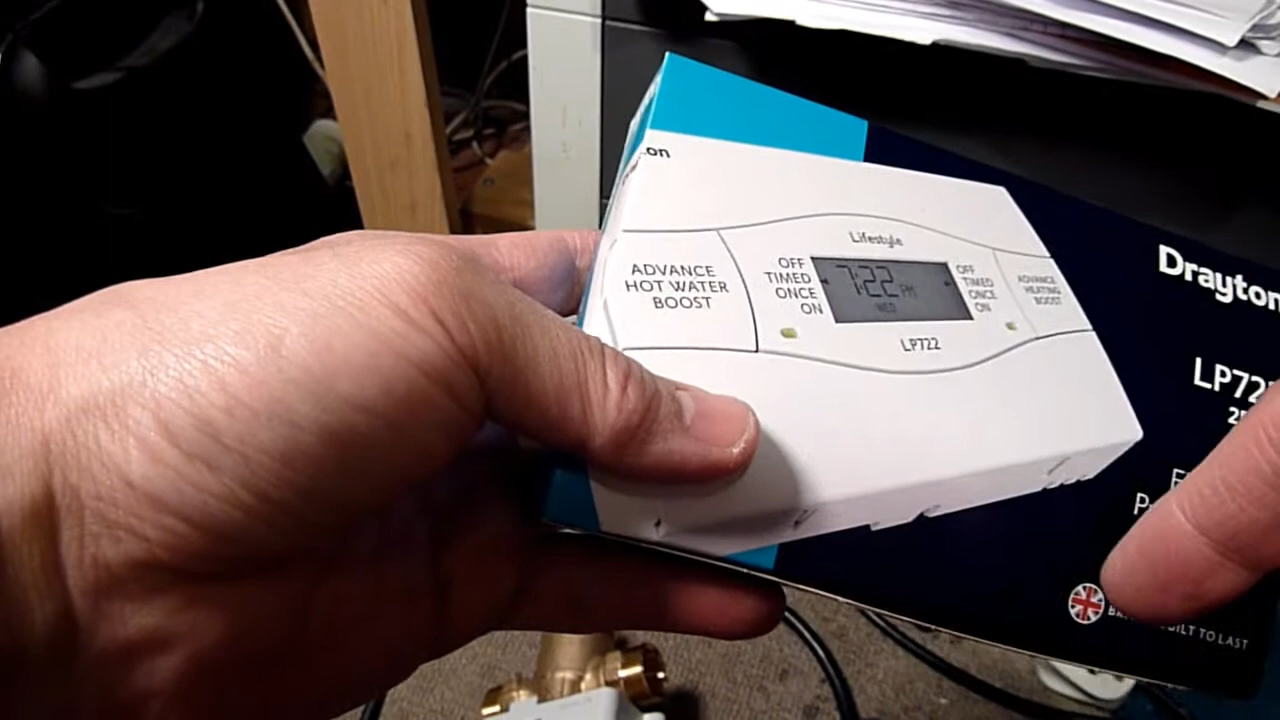 on
Lifestyle
ADVANCE
HOT WATER
BOOST
OFF
TIMED
ONCE
ON
7:22 PM
WED
OFF
TIMED
ONCE
ON
ADVANCE
HEATING
BOOST
LP722
Drayton
LP72
TO LAST